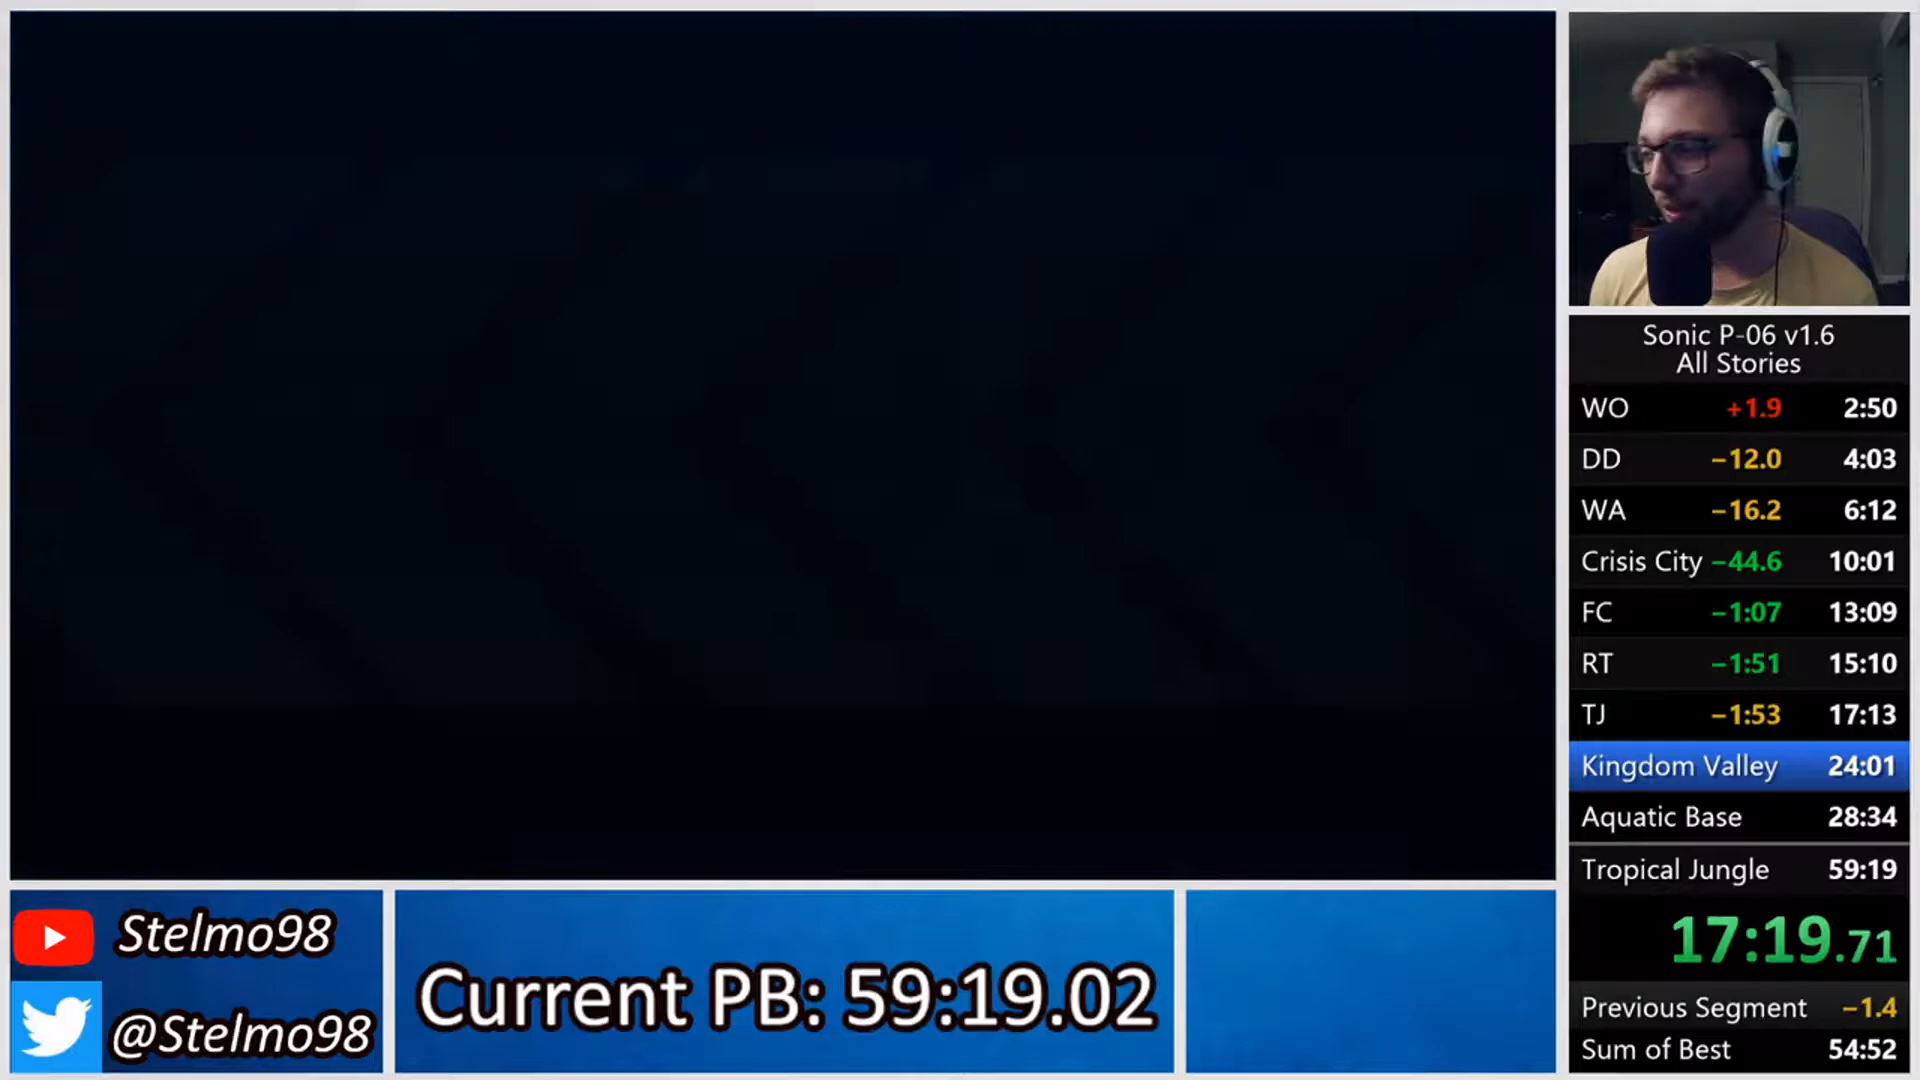 Sonic P-06 v1.6
All Stories
WO +1.9 2:50
DD −12.0 4:03
WA −16.2 6:12
Crisis City −44.6 10:01
FC −1:07 13:09
RT −1:51 15:10
TJ −1:53 17:13
Kingdom Valley 24:01
Aquatic Base 28:34
Tropical Jungle 59:19
17:19.71
Previous Segment −1.4
Sum of Best 54:52
Stelmo98
@Stelmo98
Current PB: 59:19.02